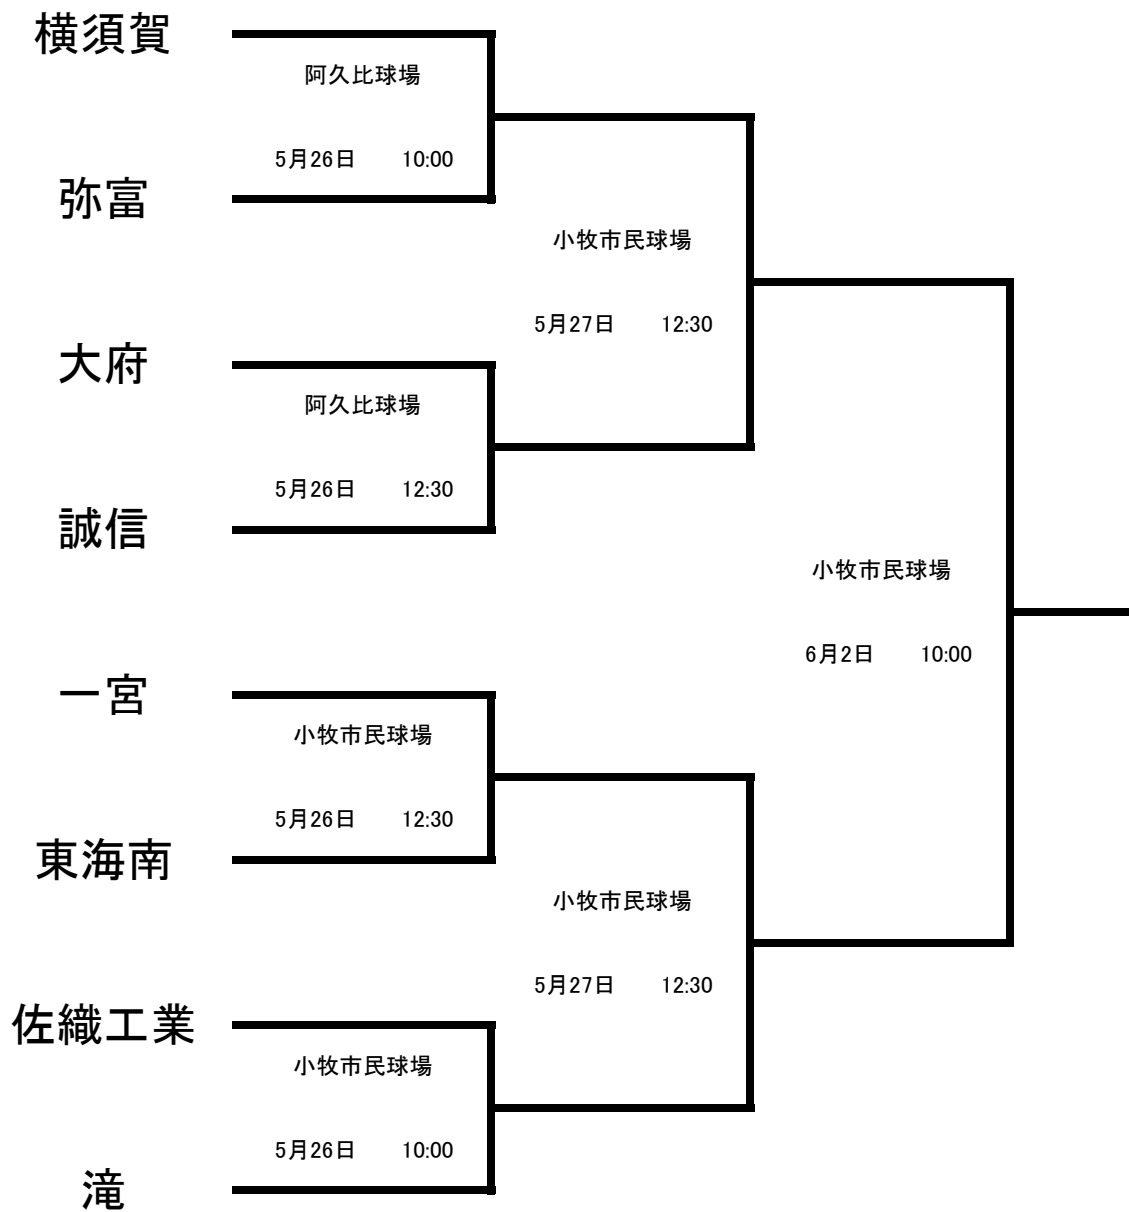 横須賀
阿久比球場
5月26日 10:00
弥富
小牧市民球場
5月27日 12:30
大府
阿久比球場
5月26日 12:30
誠信
小牧市民球場
6月2日 10:00
一宮
小牧市民球場
5月26日 12:30
東海南
小牧市民球場
5月27日 12:30
佐織工業
小牧市民球場
5月26日 10:00
滝